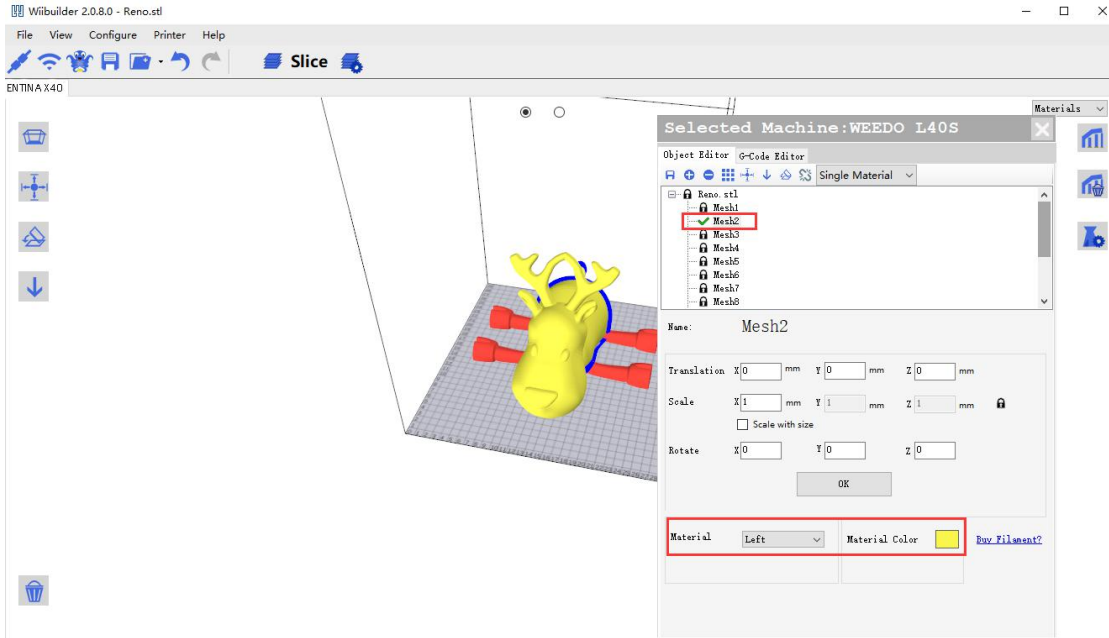 Wiibuilder 2.0.8.0 - Reno.stl
File View Configure Printer Help
Slice
ENTINA X40
Materials
Selected Machine:WEEDO L40S
Object Editor G-Code Editor
Single Material
Reno.stl
Mesh1
Mesh2
Mesh3
Mesh4
Mesh5
Mesh6
Mesh7
Mesh8
Name: Mesh2
Translation X 0 mm Y 0 mm Z 0 mm
Scale X 1 mm Y 1 mm Z 1 mm
Scale with size
Rotate X 0 Y 0 Z 0
OK
Material Left Material Color Buy Filament?